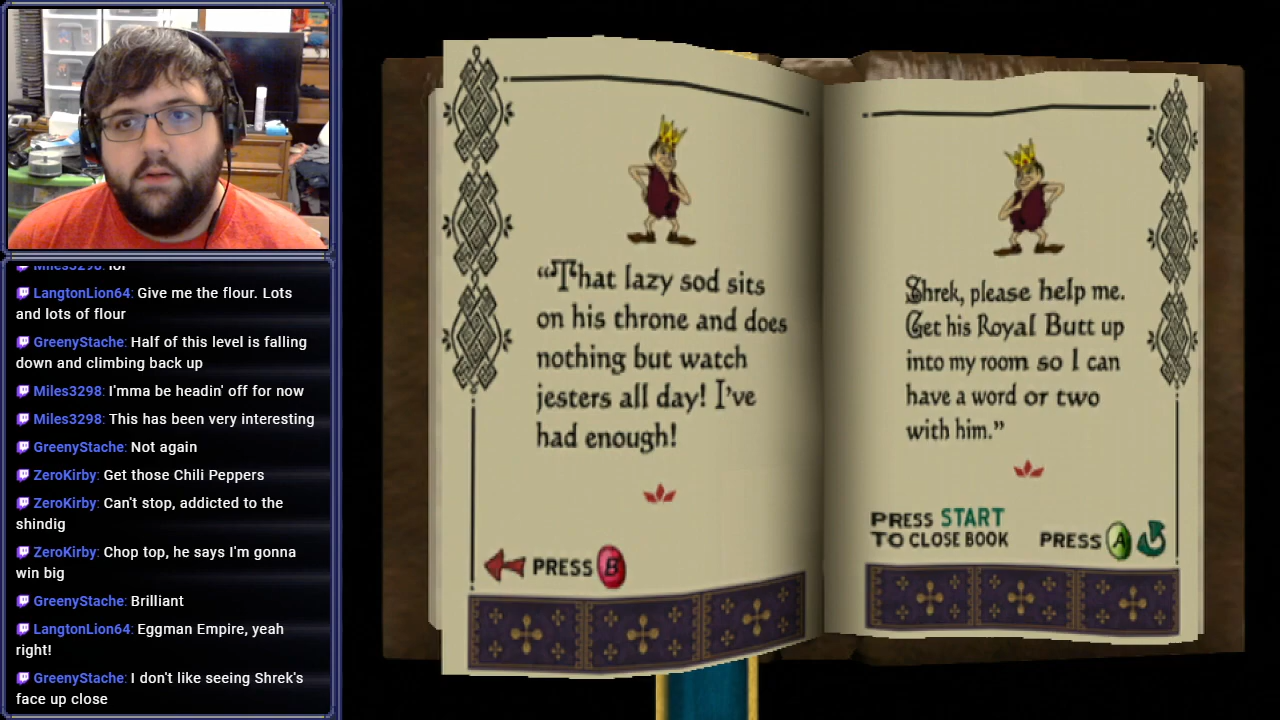 Miles3298: lol
LangtonLion64: Give me the flour. Lots
and lots of flour
GreenyStache: Half of this level is falling
down and climbing back up
Miles3298: I'mma be headin' off for now
Miles3298: This has been very interesting
GreenyStache: Not again
ZeroKirby: Get those Chili Peppers
ZeroKirby: Can't stop, addicted to the
shindig
ZeroKirby: Chop top, he says I'm gonna
win big
GreenyStache: Brilliant
LangtonLion64: Eggman Empire, yeah
right!
GreenyStache: I don't like seeing Shrek's
face up close
“That lazy sod sits
on his throne and does
nothing but watch
jesters all day! I've
had enough!
PRESS B
Shrek, please help me.
Get his Royal Butt up
into my room so I can
have a word or two
with him.”
PRESS START
TO CLOSE BOOK
PRESS A